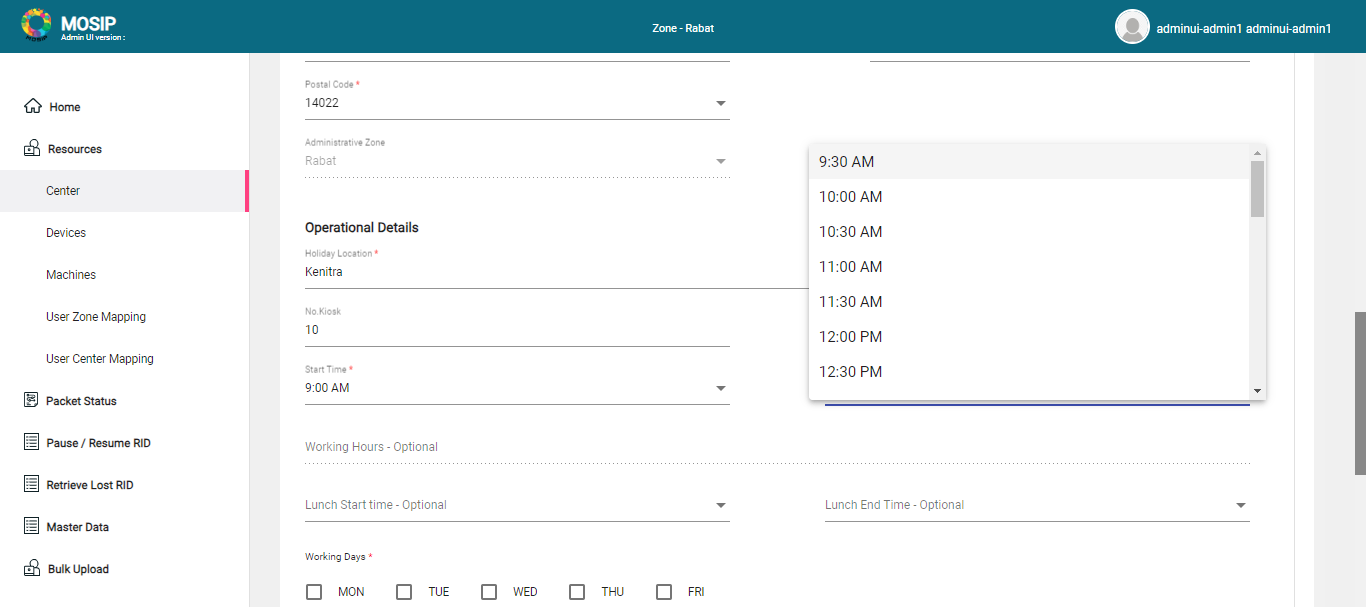 MOSIP
Admin UI version :
Zone - Rabat
adminui-admin1 adminui-admin1
Home
Resources
Center
Devices
Machines
User Zone Mapping
User Center Mapping
Packet Status
Pause / Resume RID
Retrieve Lost RID
Master Data
Bulk Upload
Postal Code *
14022
Administrative Zone
Rabat
Operational Details
Holiday Location *
Kenitra
No.Kiosk
10
Start Time *
9:00 AM
9:30 AM
10:00 AM
10:30 AM
11:00 AM
11:30 AM
12:00 PM
12:30 PM
Working Hours - Optional
Lunch Start time - Optional
Lunch End Time - Optional
Working Days *
MON TUE WED THU FRI